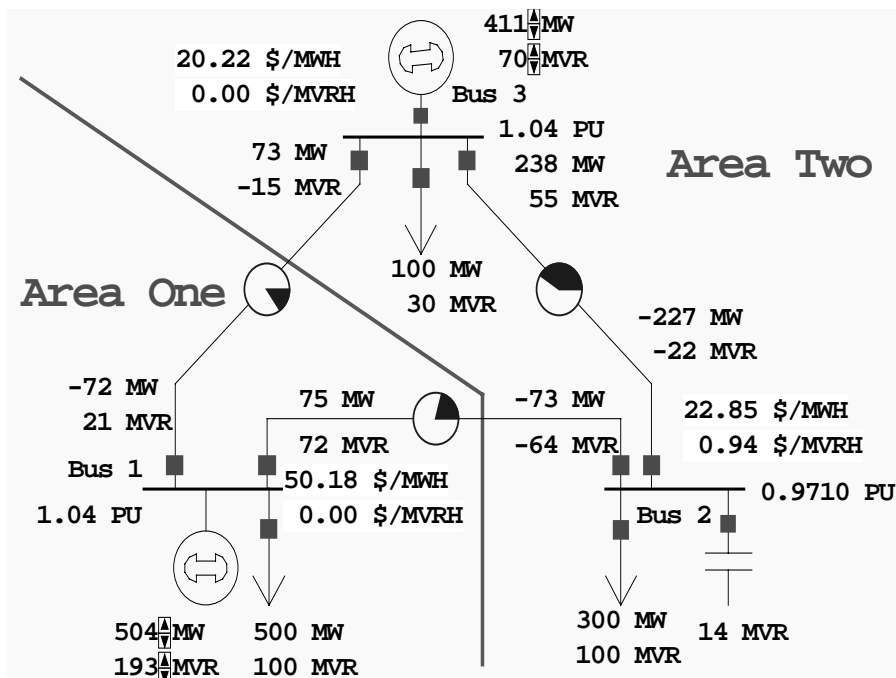 411 MW
70 MVR
20.22 $/MWH
0.00 $/MVRH
Bus 3
1.04 PU
73 MW
-15 MVR
238 MW
55 MVR
Area Two
100 MW
30 MVR
Area One
-227 MW
-22 MVR
-72 MW
21 MVR
75 MW
72 MVR
-73 MW
-64 MVR
22.85 $/MWH
0.94 $/MVRH
Bus 1
50.18 $/MWH
0.00 $/MVRH
1.04 PU
Bus 2
0.9710 PU
504 MW
193 MVR
500 MW
100 MVR
300 MW
100 MVR
14 MVR